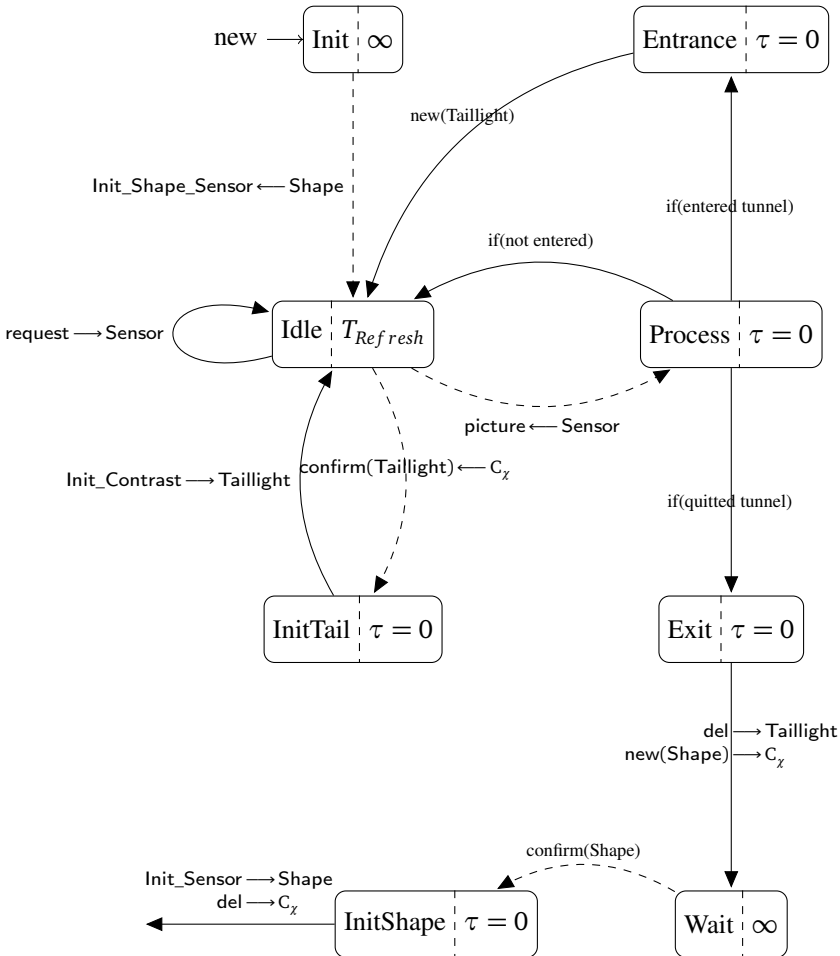 new ⟶ Init ∞
Entrance τ = 0
new(Taillight)
Init_Shape_Sensor ⟵ Shape
if(entered tunnel)
if(not entered)
request ⟶ Sensor
Idle T_Refresh
Process τ = 0
picture ⟵ Sensor
Init_Contrast ⟶ Taillight
confirm(Taillight) ⟵ C_χ
if(quitted tunnel)
InitTail τ = 0
Exit τ = 0
del ⟶ Taillight
new(Shape) ⟶ C_χ
confirm(Shape)
Init_Sensor ⟶ Shape
del ⟶ C_χ
InitShape τ = 0
Wait ∞